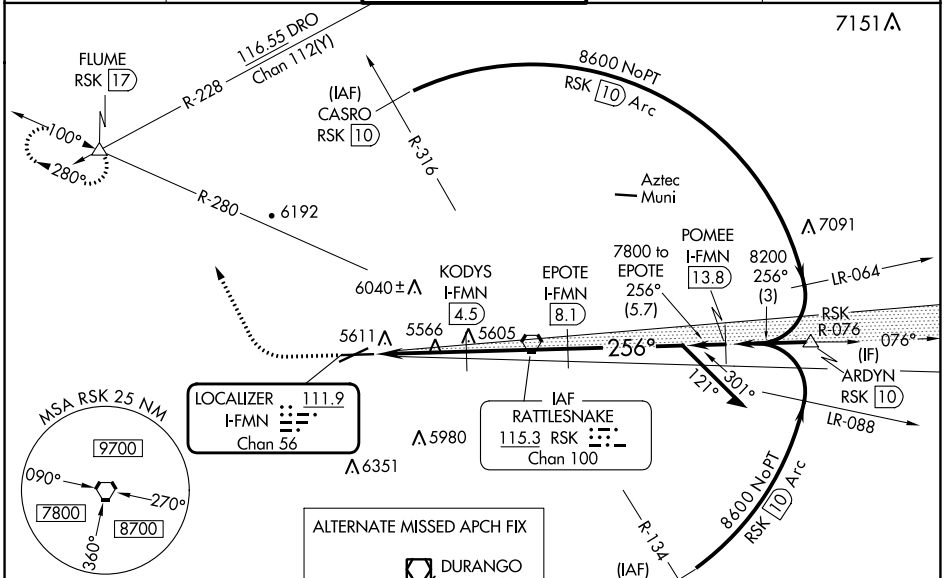 7151
116.55 DRO
Chan 112(Y)
R-228
FLUME
RSK 17
100°
280°
(IAF)
CASRO
RSK 10
R-316
8600 NoPT
RSK 10 Arc
Aztec
Muni
7091
R-280
6192
6040±
KODYS
I-FMN
4.5
EPOTE
I-FMN
8.1
7800 to
EPOTE
256°
(5.7)
POMEE
I-FMN
13.8
8200
256°
(3)
LR-064
RSK
R-076
076°
(IF)
ARDYN
RSK 10
5611
5566
5605
256°
301°
121°
LR-088
LOCALIZER 111.9
I-FMN
Chan 56
IAF
RATTLESNAKE
115.3 RSK
Chan 100
5980
6351
MSA RSK 25 NM
9700
090°
270°
7800
8700
360°
ALTERNATE MISSED APCH FIX
DURANGO
R-134
(IAF)
8600 NoPT
RSK 10 Arc